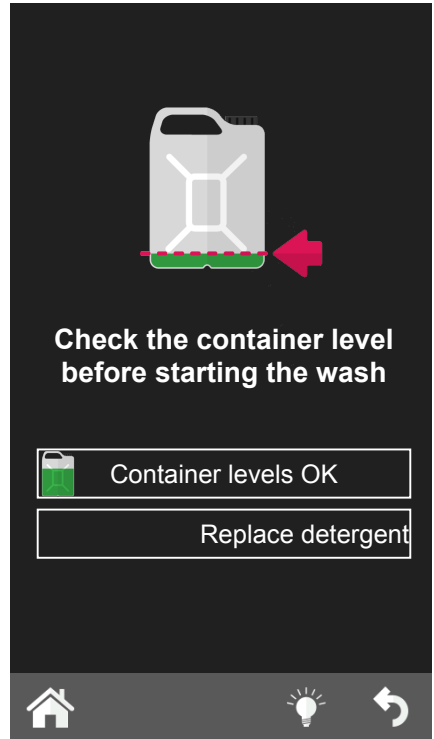 Check the container level
before starting the wash
Container levels OK
Replace detergent